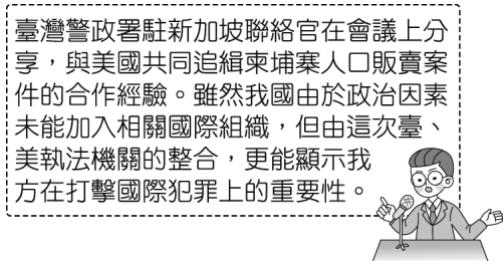 臺灣警政署駐新加坡聯絡官在會議上分
享，與美國共同追緝柬埔寨人口販賣案
件的合作經驗。雖然我國由於政治因素
未能加入相關國際組織，但由這次臺、
美執法機關的整合，更能顯示我
方在打擊國際犯罪上的重要性。